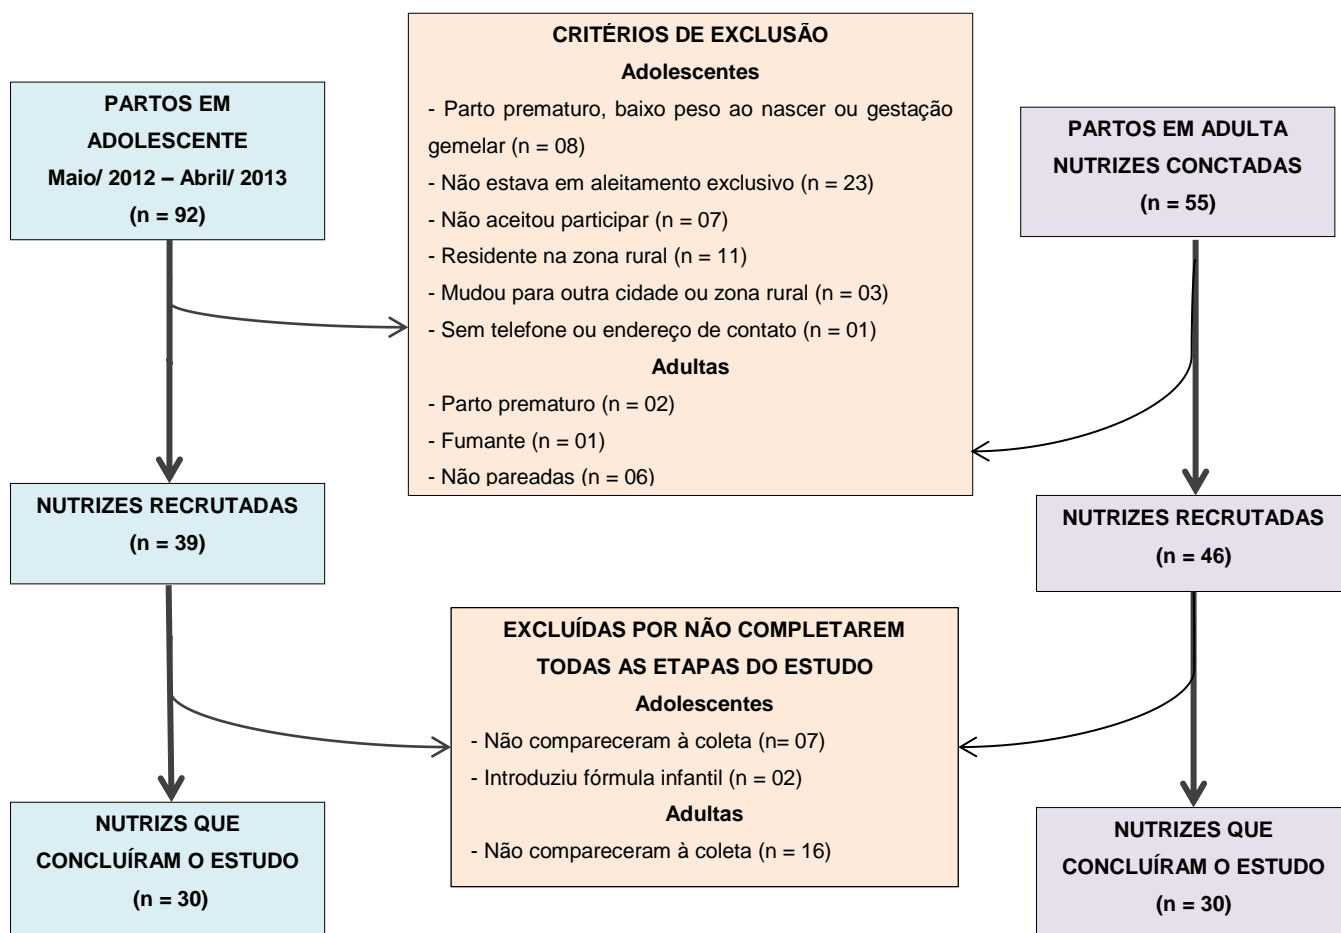 PARTOS EM
ADOLESCENTE
Maio/ 2012 – Abril/ 2013
(n = 92)
CRITÉRIOS DE EXCLUSÃO
Adolescentes
- Parto prematuro, baixo peso ao nascer ou gestação
gemelar (n = 08)
- Não estava em aleitamento exclusivo (n = 23)
- Não aceitou participar (n = 07)
- Residente na zona rural (n = 11)
- Mudou para outra cidade ou zona rural (n = 03)
- Sem telefone ou endereço de contato (n = 01)
Adultas
- Parto prematuro (n = 02)
- Fumante (n = 01)
- Não pareadas (n = 06)
PARTOS EM ADULTA
NUTRIZES CONCTADAS
(n = 55)
NUTRIZES RECRUTADAS
(n = 39)
NUTRIZES RECRUTADAS
(n = 46)
EXCLUÍDAS POR NÃO COMPLETAREM
TODAS AS ETAPAS DO ESTUDO
Adolescentes
- Não compareceram à coleta (n= 07)
- Introduziu fórmula infantil (n = 02)
Adultas
- Não compareceram à coleta (n = 16)
NUTRIZS QUE
CONCLUÍRAM O ESTUDO
(n = 30)
NUTRIZES QUE
CONCLUÍRAM O ESTUDO
(n = 30)